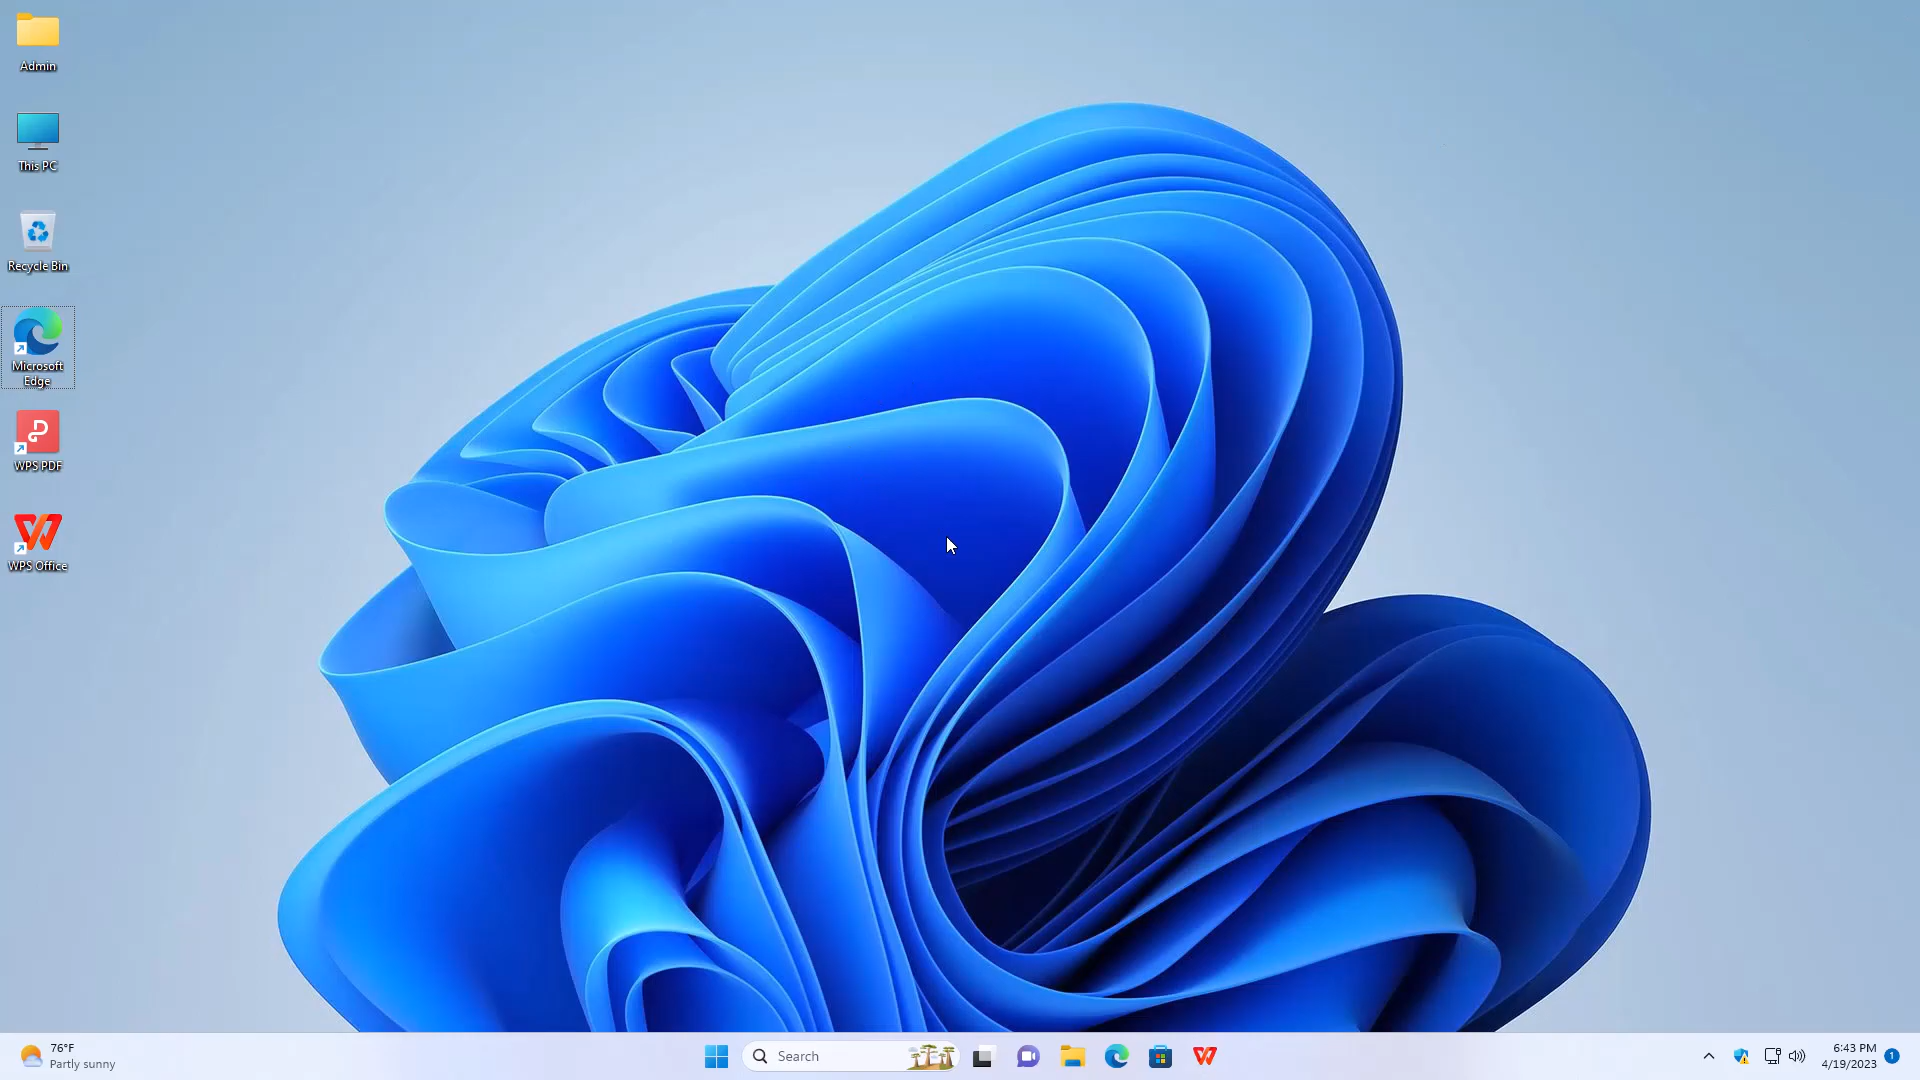 Admin
This PC
Recycle Bin
Microsoft
Edge
WPS PDF
WPS Office
76°F
Partly sunny
Search
6:43 PM
4/19/2023
1